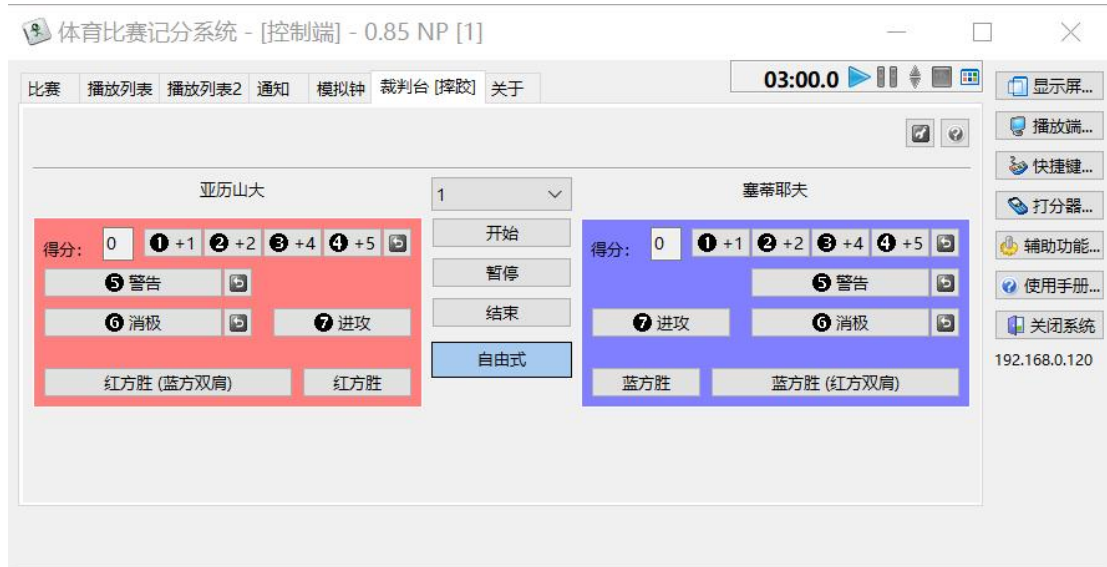 体育比赛记分系统 - [控制端] - 0.85 NP [1]
比赛 播放列表 播放列表2 通知 模拟钟 裁判台 [摔胶] 关于
03:00.0
显示屏...
播放端...
快捷键...
打分器...
辅助功能...
使用手册...
关闭系统
192.168.0.120
亚历山大
1
塞蒂耶夫
得分: 0 ❶ +1 ❷ +2 ❸ +4 ❹ +5
❺ 警告
❻ 消极 ❼ 进攻
红方胜 (蓝方双肩) 红方胜
开始
暂停
结束
自由式
得分: 0 ❶ +1 ❷ +2 ❸ +4 ❹ +5
❺ 警告
❼ 进攻 ❻ 消极
蓝方胜 蓝方胜 (红方双肩)